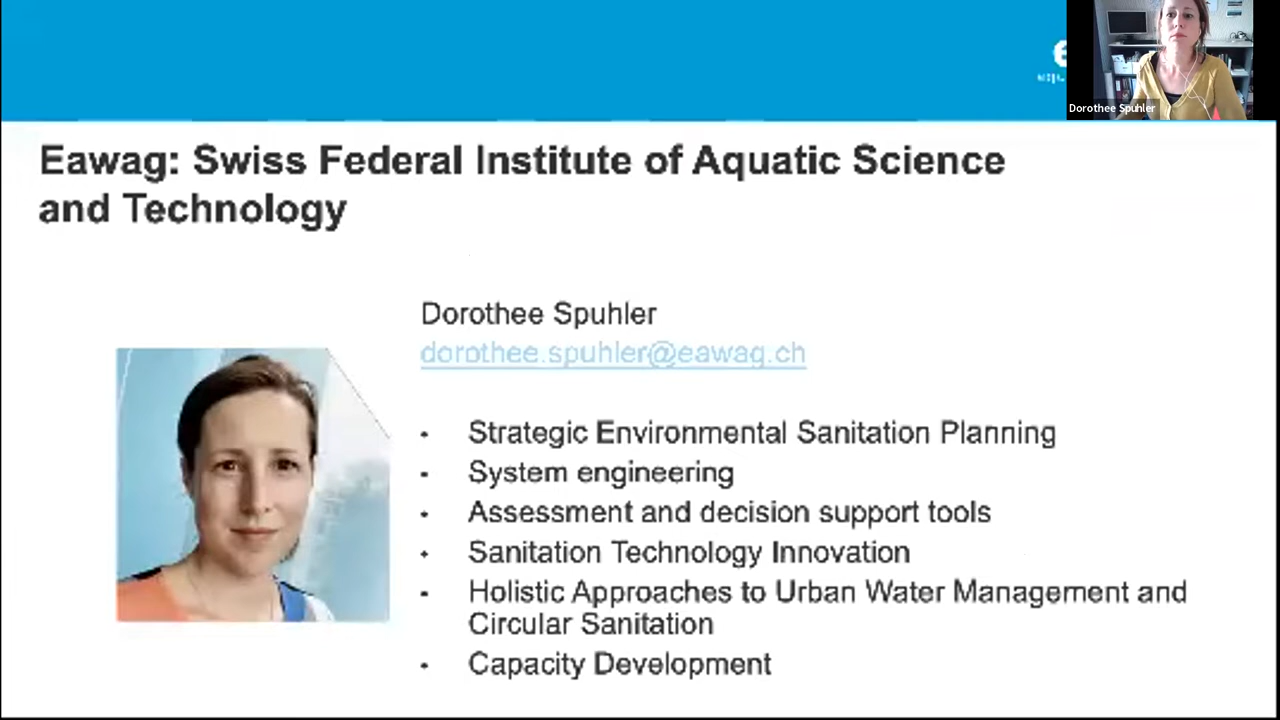 Dorothee Spuhler
Eawag: Swiss Federal Institute of Aquatic Science
and Technology
Dorothee Spuhler
dorothee.spuhler@eawag.ch
• Strategic Environmental Sanitation Planning
• System engineering
• Assessment and decision support tools
• Sanitation Technology Innovation
• Holistic Approaches to Urban Water Management and
Circular Sanitation
• Capacity Development